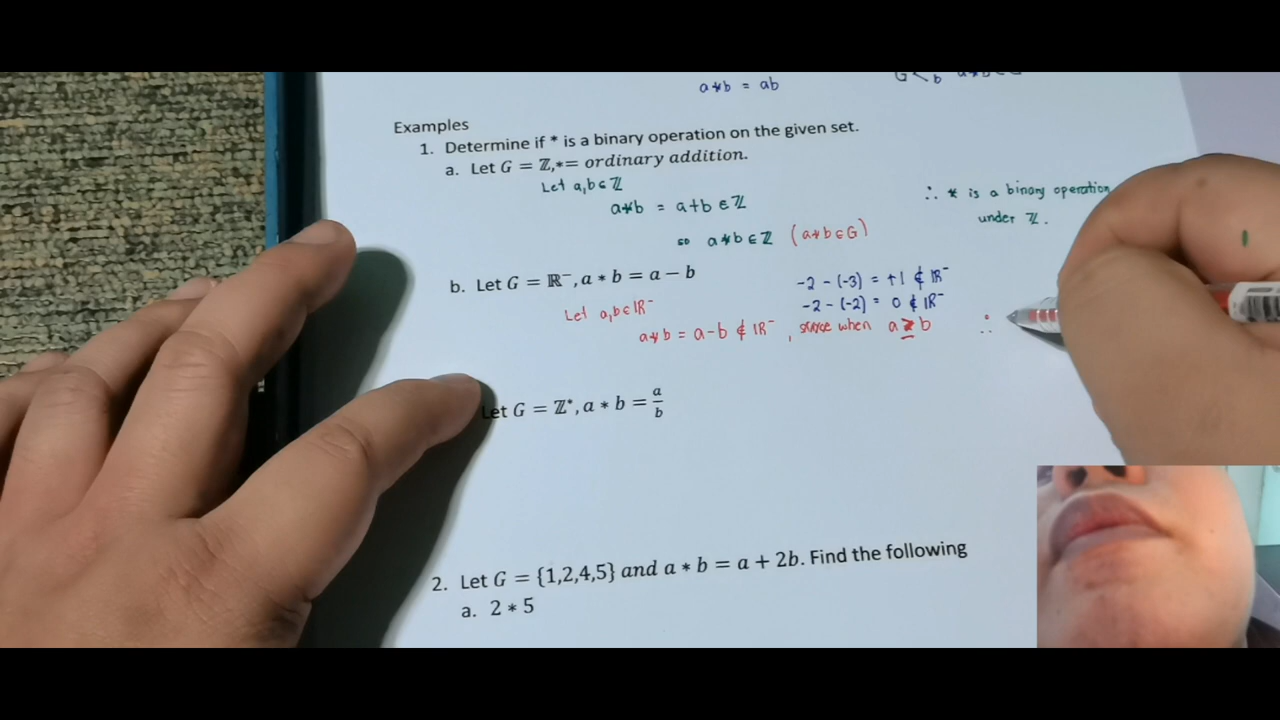 a*b = ab
Examples
1. Determine if * is a binary operation on the given set.
a. Let G = ℤ,*= ordinary addition.
Let a,b∈ℤ
a*b = a+b ∈ℤ
so a*b∈ℤ (a*b∈G)
∴ * is a binary operation
under ℤ.
b. Let G = ℝ⁻, a * b = a − b
Let a,b∈ℝ⁻
a*b = a-b ∉ℝ⁻, since when a ≥ b
-2 - (-3) = +1 ∉ ℝ⁻
-2 - (-2) = 0 ∉ ℝ⁻
∴
Let G = ℤ*, a * b = a/b
2. Let G = {1,2,4,5} and a * b = a + 2b. Find the following
a. 2 * 5